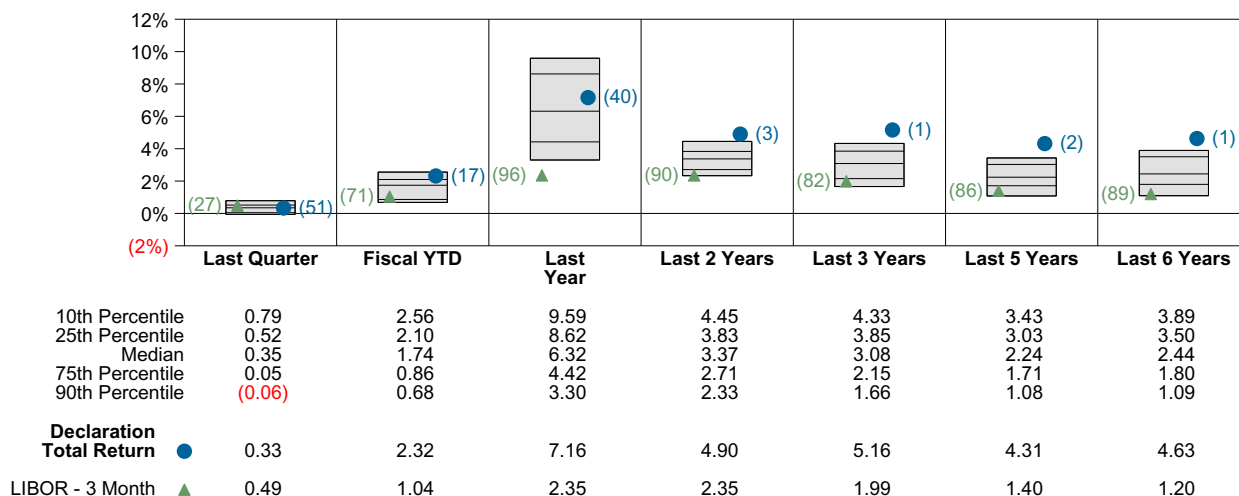 12%
10%
8%
6%
4%
2%
0%
(2%)
(27) (51)
(71) (17)
(96) (40)
(90) (3)
(82) (1)
(86) (2)
(89) (1)
Last Quarter Fiscal YTD Last Year Last 2 Years Last 3 Years Last 5 Years Last 6 Years
10th Percentile 0.79 2.56 9.59 4.45 4.33 3.43 3.89
25th Percentile 0.52 2.10 8.62 3.83 3.85 3.03 3.50
Median 0.35 1.74 6.32 3.37 3.08 2.24 2.44
75th Percentile 0.05 0.86 4.42 2.71 2.15 1.71 1.80
90th Percentile (0.06) 0.68 3.30 2.33 1.66 1.08 1.09
Declaration
Total Return 0.33 2.32 7.16 4.90 5.16 4.31 4.63
LIBOR - 3 Month 0.49 1.04 2.35 2.35 1.99 1.40 1.20